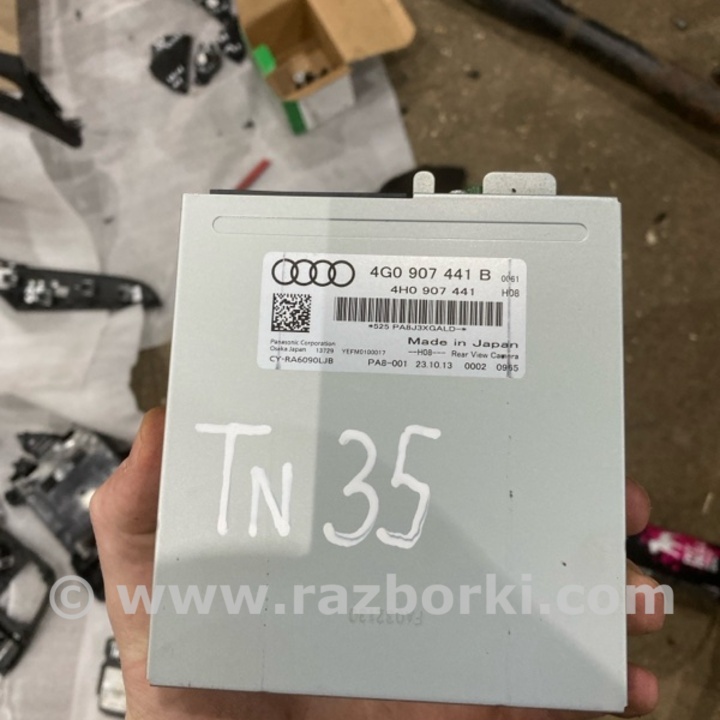 4G0 907 441 B 0061
4H0 907 441 H08
*525 PA8J3XGALD→*
Panasonic Corporation
Osaka Japan 13729 YEFM0100017
Made in Japan
---H08--- Rear View Camera
CY-RA6090LJB PA8-001 23.10.13 0002 0965
TN 35
© www.razborki.com